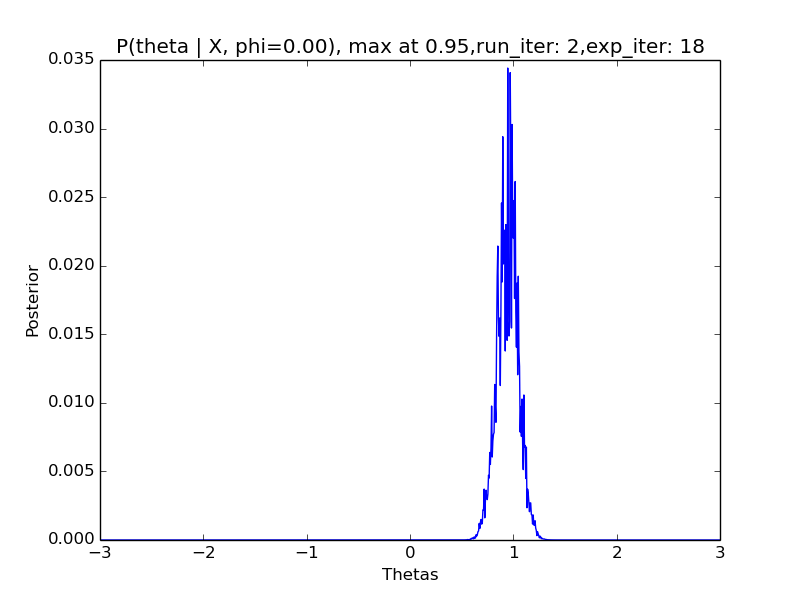 P(theta | X, phi=0.00), max at 0.95,run_iter: 2,exp_iter: 18
0.035
0.030
0.025
0.020
0.015
0.010
0.005
0.000
Posterior
−3 −2 −1 0 1 2 3
Thetas